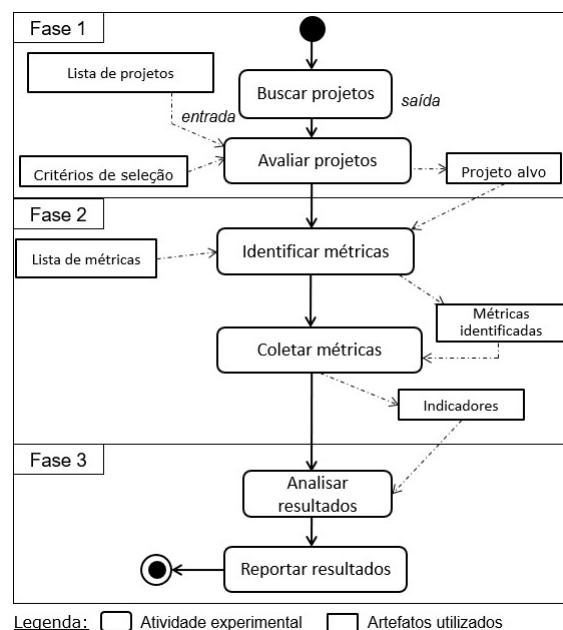 Fase 1
Lista de projetos
Buscar projetos
entrada
saída
Avaliar projetos
Critérios de seleção
Projeto alvo
Fase 2
Identificar métricas
Lista de métricas
Métricas
identificadas
Coletar métricas
Indicadores
Fase 3
Analisar
resultados
Reportar resultados
Legenda: Atividade experimental Artefatos utilizados